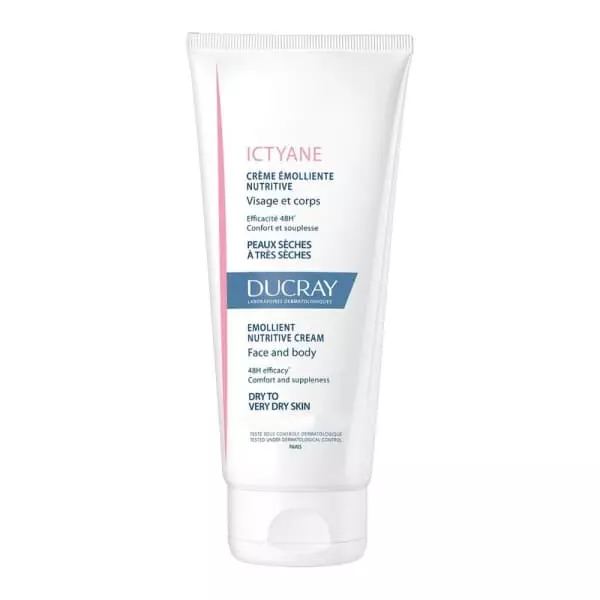 ICTYANE
CRÈME ÉMOLLIENTE
NUTRITIVE
Visage et corps
Efficacité 48H*
Confort et souplesse
PEAUX SÈCHES
À TRÈS SÈCHES
DUCRAY
LABORATOIRES DERMATOLOGIQUES
EMOLLIENT
NUTRITIVE CREAM
Face and body
48H efficacy*
Comfort and suppleness
DRY TO
VERY DRY SKIN
TESTÉ SOUS CONTRÔLE DERMATOLOGIQUE
TESTED UNDER DERMATOLOGICAL CONTROL
PARIS